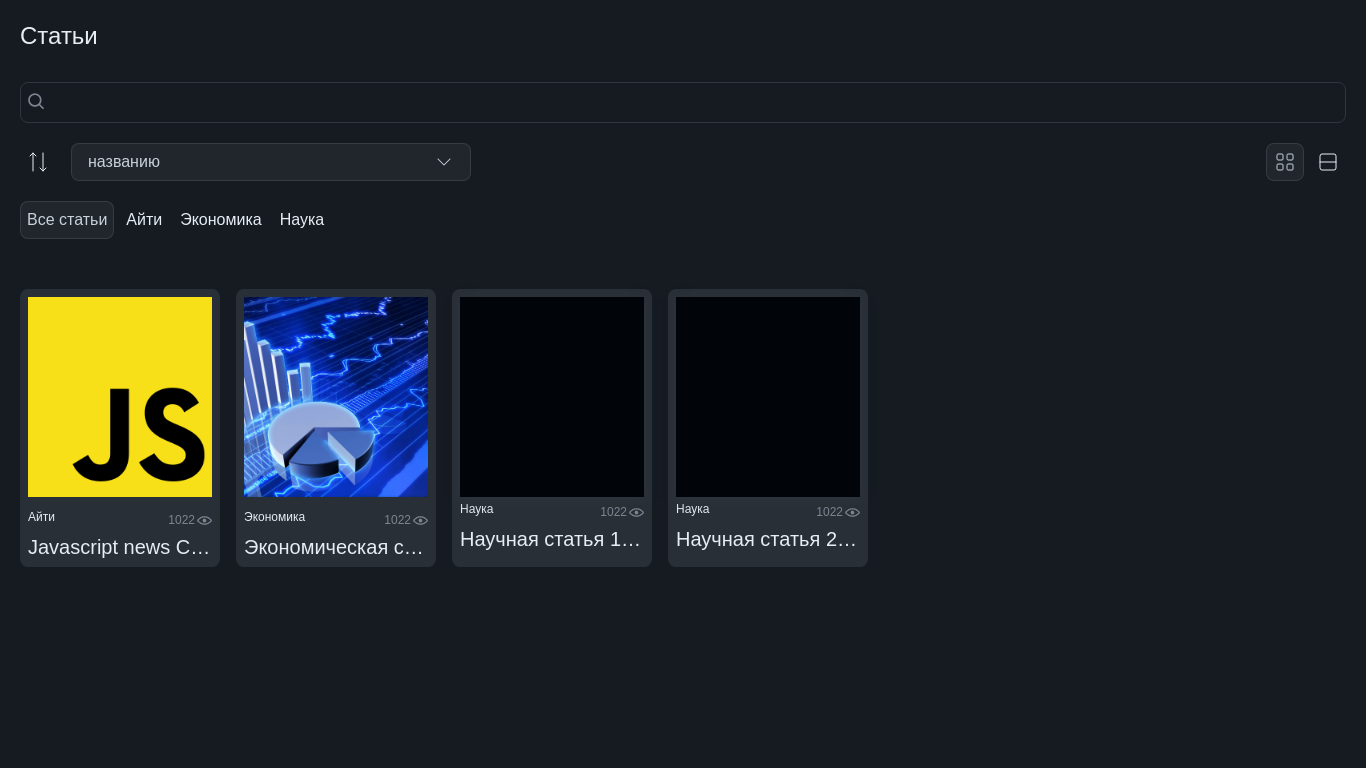 Статьи
названию
Все статьи Айти Экономика Наука
JS
Айти 1022
Javascript news С…
Экономика 1022
Экономическая с…
Наука 1022
Научная статья 1…
Наука 1022
Научная статья 2…